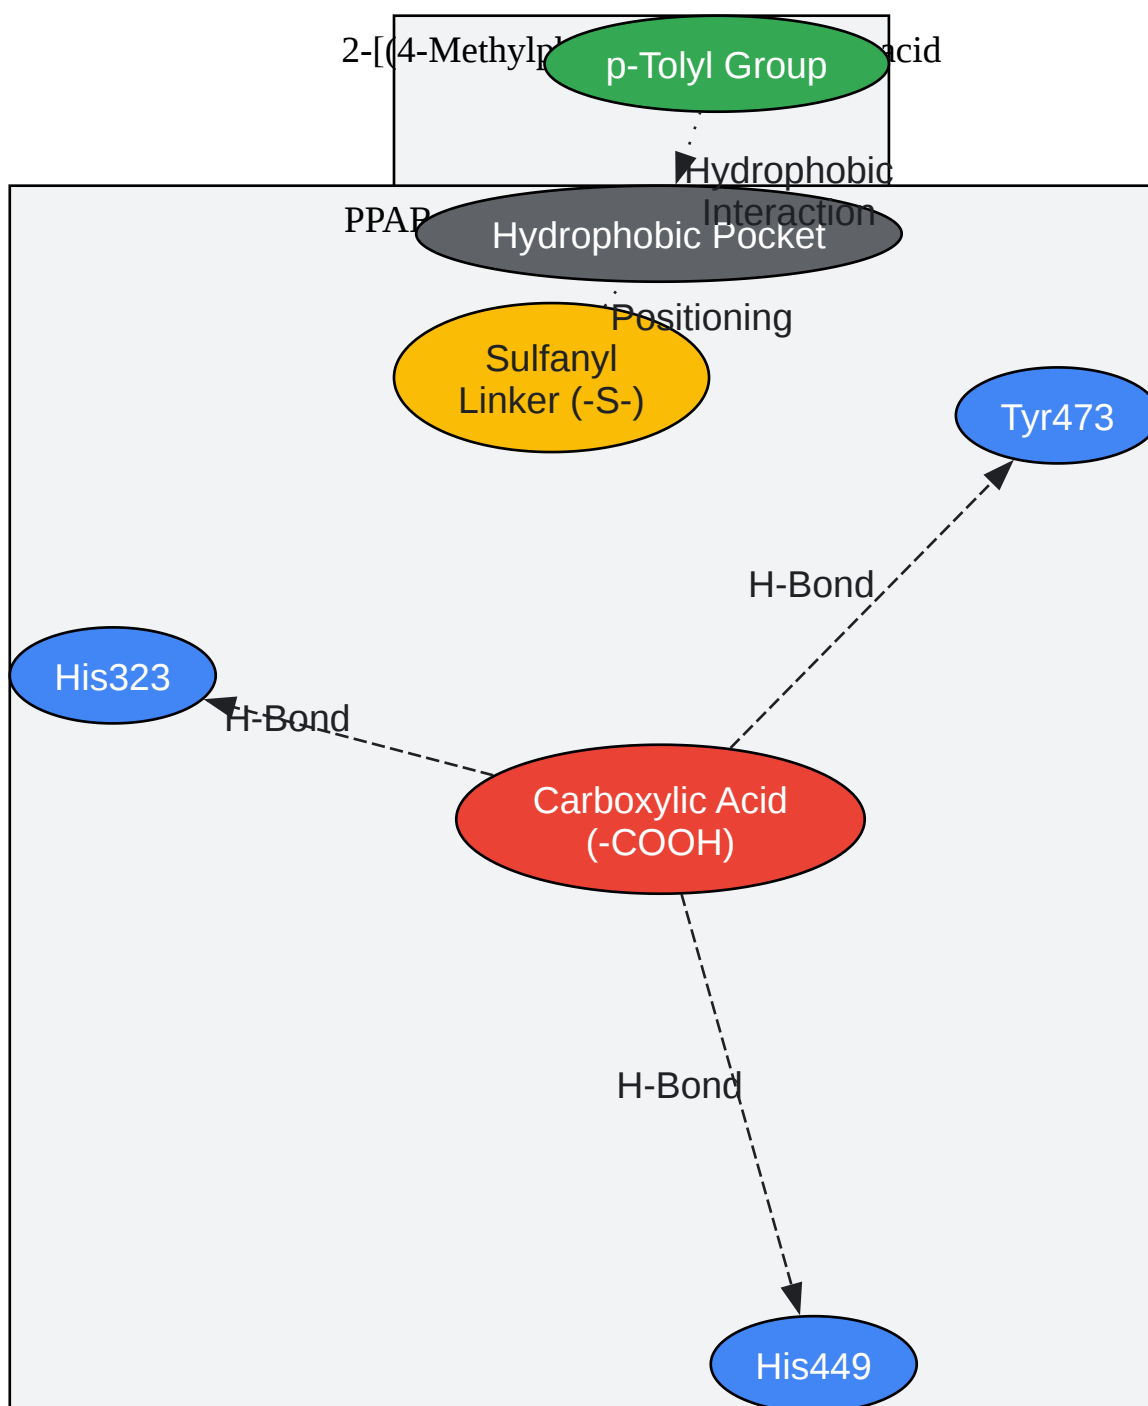 2-[(4-Methylp
acid
p-Tolyl Group
Hydrophobic
Interaction
PPAR
Hydrophobic Pocket
Positioning
Sulfanyl
Linker (-S-)
Tyr473
H-Bond
His323
H-Bond
Carboxylic Acid
(-COOH)
H-Bond
His449